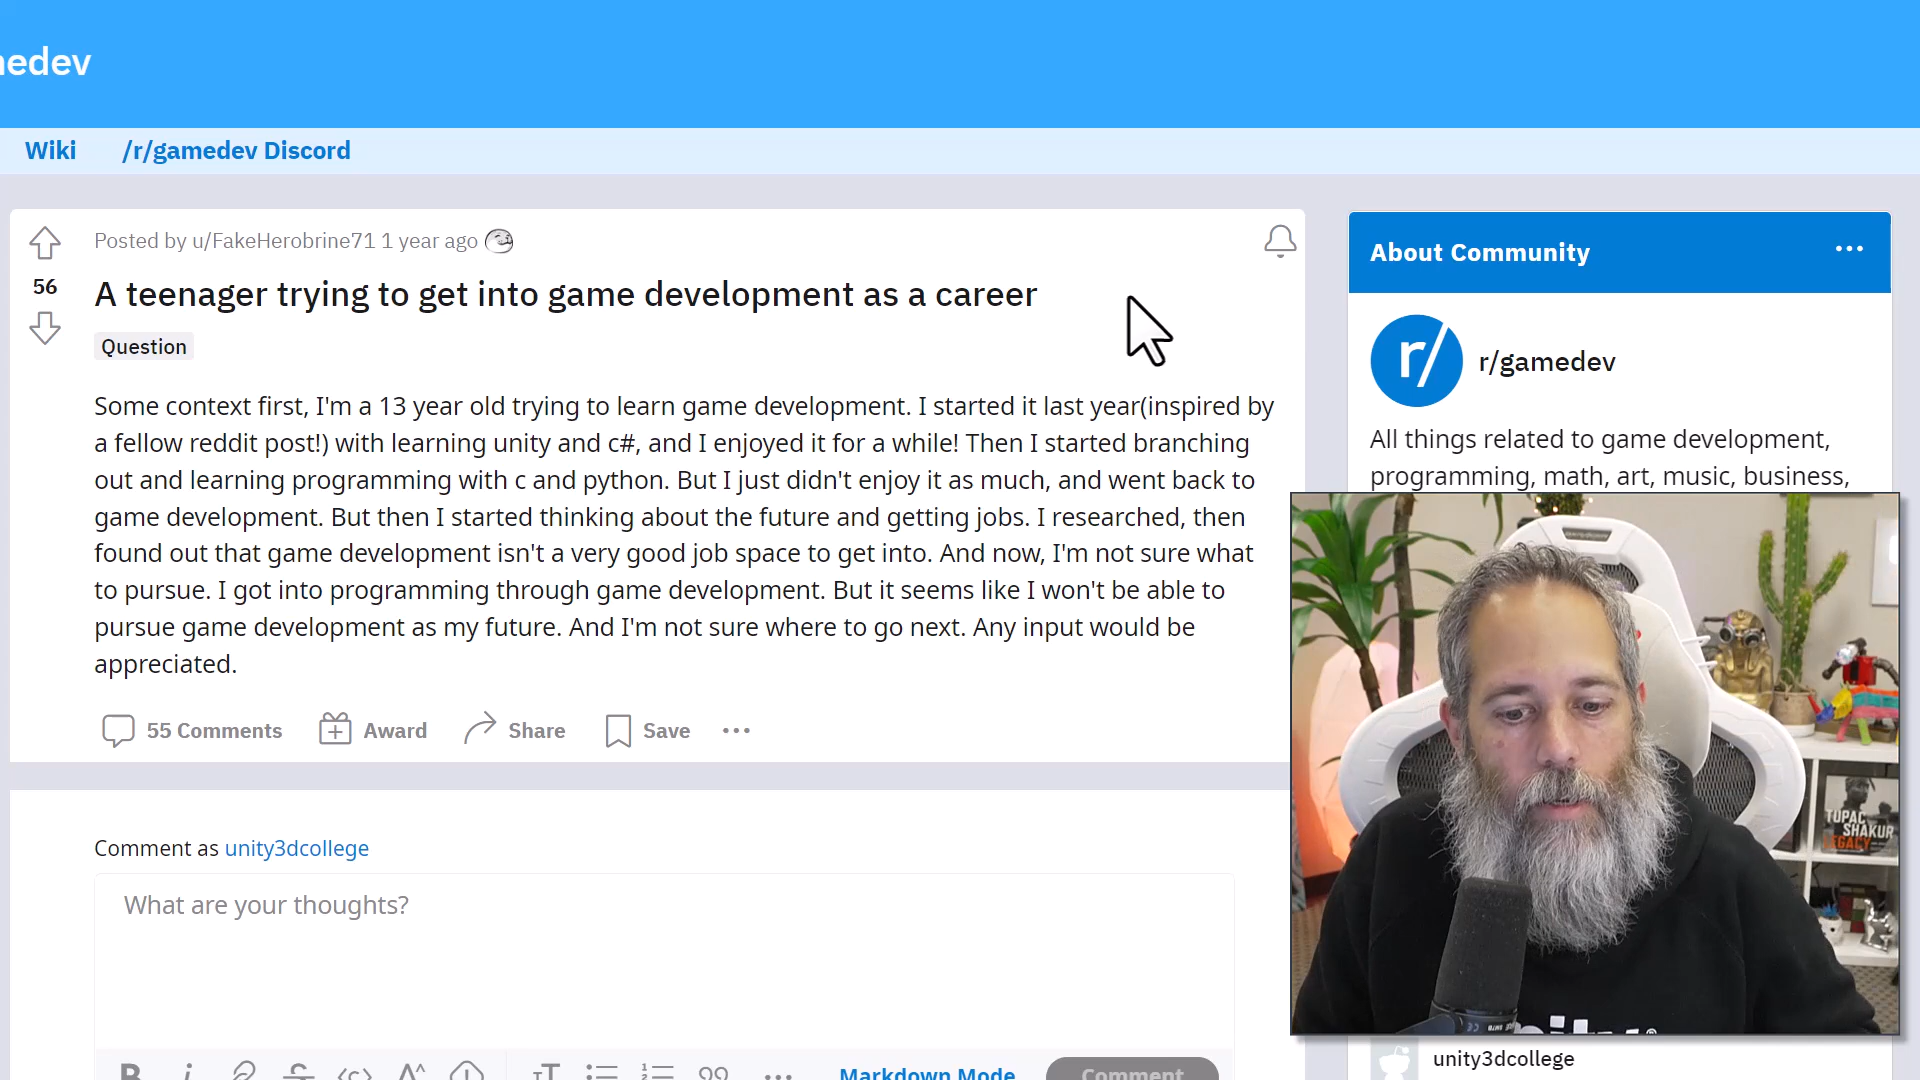 medev
Wiki /r/gamedev Discord
Posted by u/FakeHerobrine71 1 year ago
56
A teenager trying to get into game development as a career
Question
Some context first, I'm a 13 year old trying to learn game development. I started it last year(inspired by
a fellow reddit post!) with learning unity and c#, and I enjoyed it for a while! Then I started branching
out and learning programming with c and python. But I just didn't enjoy it as much, and went back to
game development. But then I started thinking about the future and getting jobs. I researched, then
found out that game development isn't a very good job space to get into. And now, I'm not sure what
to pursue. I got into programming through game development. But it seems like I won't be able to
pursue game development as my future. And I'm not sure where to go next. Any input would be
appreciated.
55 Comments Award Share Save
Comment as unity3dcollege
What are your thoughts?
Markdown Mode Comment
About Community
r/gamedev
All things related to game development,
programming, math, art, music, business,
TUPAC
SHAKUR
LEGACY
unity3dcollege